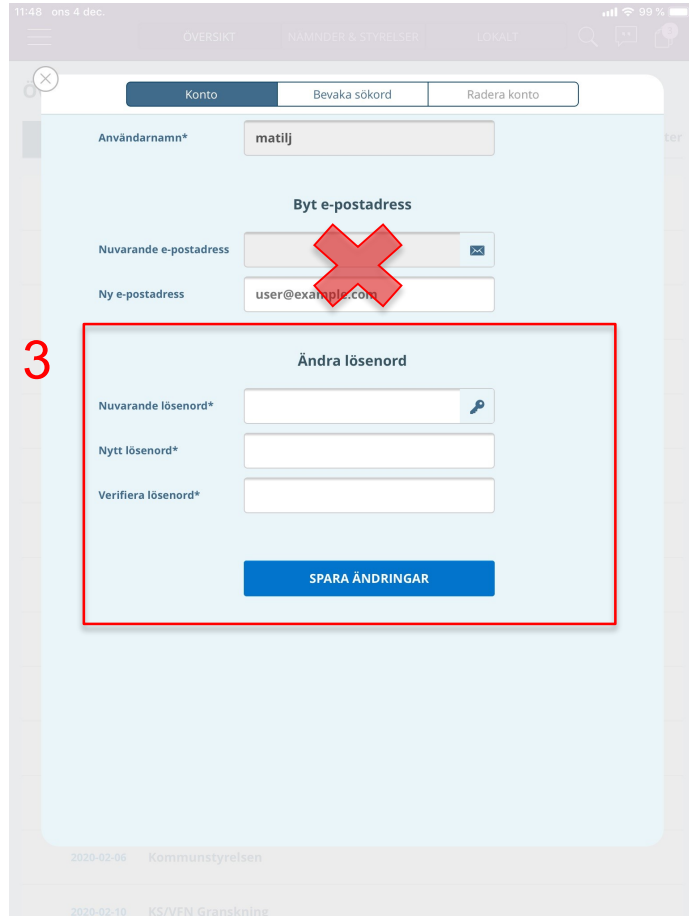 11:48 ons 4 dec.
99 %
ÖVERSIKT
NÄMNDER & STYRELSER
LOKALT
Ö
Konto
Bevaka sökord
Radera konto
ter
Användarnamn*
matilj
Byt e-postadress
Nuvarande e-postadress
Ny e-postadress
user@example.com
3
Ändra lösenord
Nuvarande lösenord*
Nytt lösenord*
Verifiera lösenord*
SPARA ÄNDRINGAR
2020-02-06 Kommunstyrelsen
2020-02-10 KS/VFN Granskning